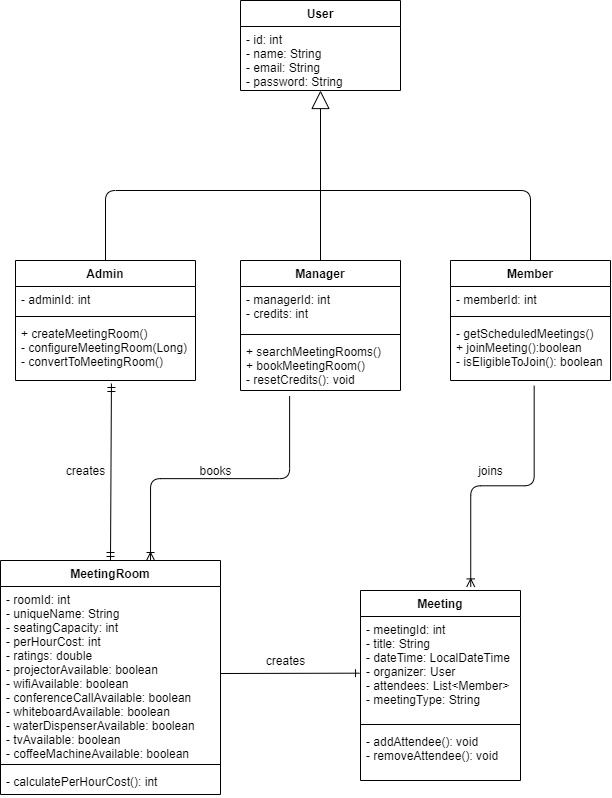 User
- id: int
- name: String
- email: String
- password: String
Admin
- adminId: int
+ createMeetingRoom()
- configureMeetingRoom(Long)
- convertToMeetingRoom()
Manager
- managerId: int
- credits: int
+ searchMeetingRooms()
+ bookMeetingRoom()
- resetCredits(): void
Member
- memberId: int
- getScheduledMeetings()
+ joinMeeting():boolean
- isEligibleToJoin(): boolean
creates
books
joins
MeetingRoom
- roomId: int
- uniqueName: String
- seatingCapacity: int
- perHourCost: int
- ratings: double
- projectorAvailable: boolean
- wifiAvailable: boolean
- conferenceCallAvailable: boolean
- whiteboardAvailable: boolean
- waterDispenserAvailable: boolean
- tvAvailable: boolean
- coffeeMachineAvailable: boolean
- calculatePerHourCost(): int
creates
Meeting
- meetingId: int
- title: String
- dateTime: LocalDateTime
- organizer: User
- attendees: List<Member>
- meetingType: String
- addAttendee(): void
- removeAttendee(): void